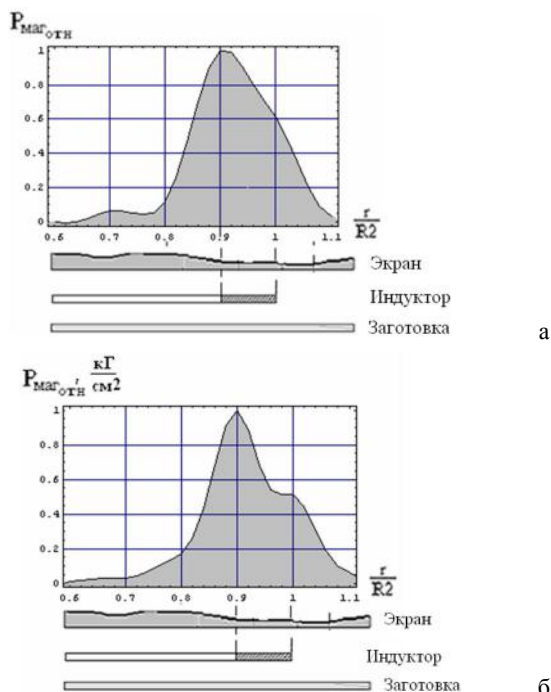 Pмаготн
1
0.8
0.6
0.4
0.2
0
0.6 0.7 0.8 0.9 1 1.1
r
R2
Экран
Индуктор
Заготовка
а
Pмаготн, кГ
см2
1
0.8
0.6
0.4
0.2
0
0.6 0.7 0.8 0.9 1 1.1
r
R2
Экран
Индуктор
Заготовка
б